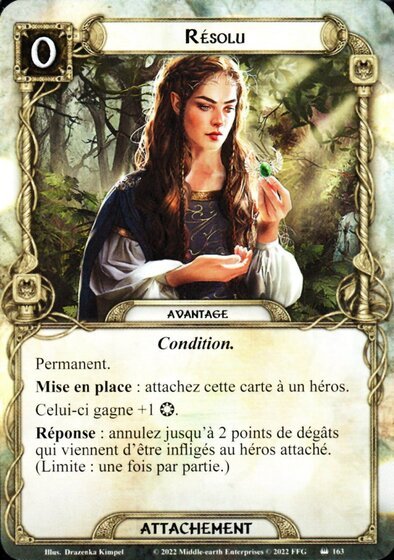 0
Résolu
AVANTAGE
Condition.
Permanent.
Mise en place : attachez cette carte à un héros.
Celui-ci gagne +1
Réponse : annulez jusqu'à 2 points de dégâts
qui viennent d'être infligés au héros attaché.
(Limite : une fois par partie.)
ATTACHEMENT
Illus. Drazenka Kimpel © 2022 Middle-earth Enterprises © 2022 FFG 163